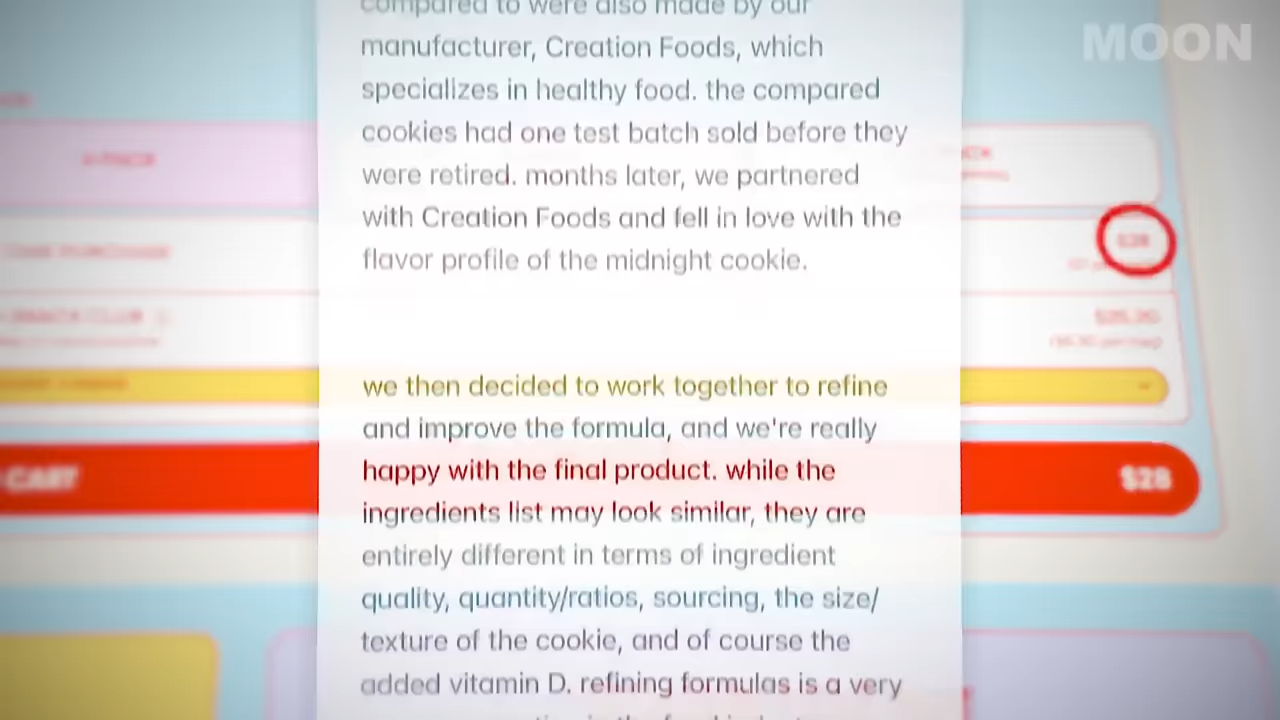 MOON
compared to were also made by our
manufacturer, Creation Foods, which
specializes in healthy food. the compared
cookies had one test batch sold before they
were retired. months later, we partnered
with Creation Foods and fell in love with the
flavor profile of the midnight cookie.
we then decided to work together to refine
and improve the formula, and we're really
happy with the final product. while the
ingredients list may look similar, they are
entirely different in terms of ingredient
quality, quantity/ratios, sourcing, the size/
texture of the cookie, and of course the
added vitamin D. refining formulas is a very
$28
CART
$28